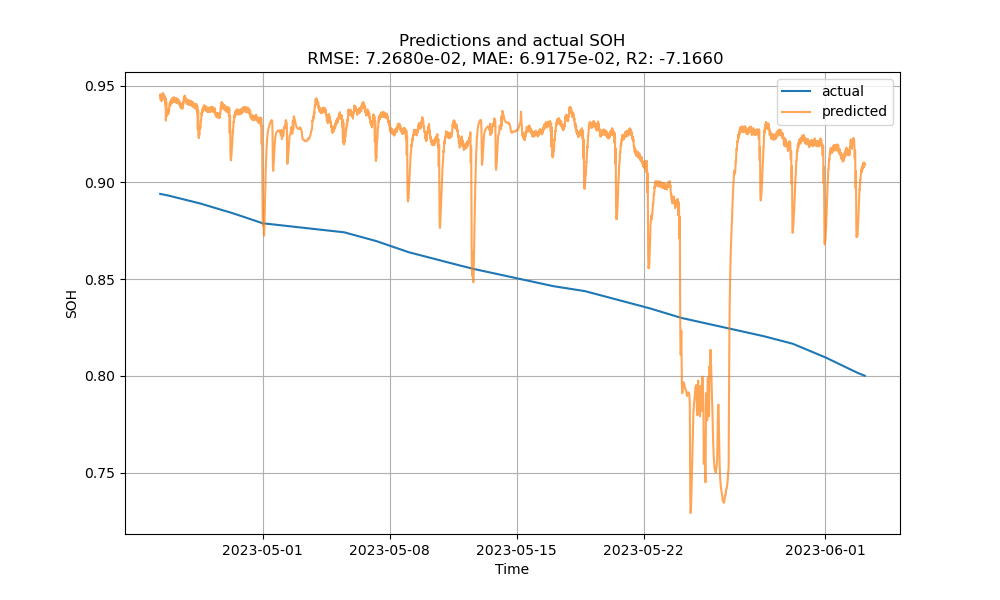 Predictions and actual SOH
RMSE: 7.2680e-02, MAE: 6.9175e-02, R2: -7.1660
actual
predicted
0.95
0.90
0.85
0.80
0.75
SOH
2023-05-01
2023-05-08
2023-05-15
2023-05-22
2023-06-01
Time